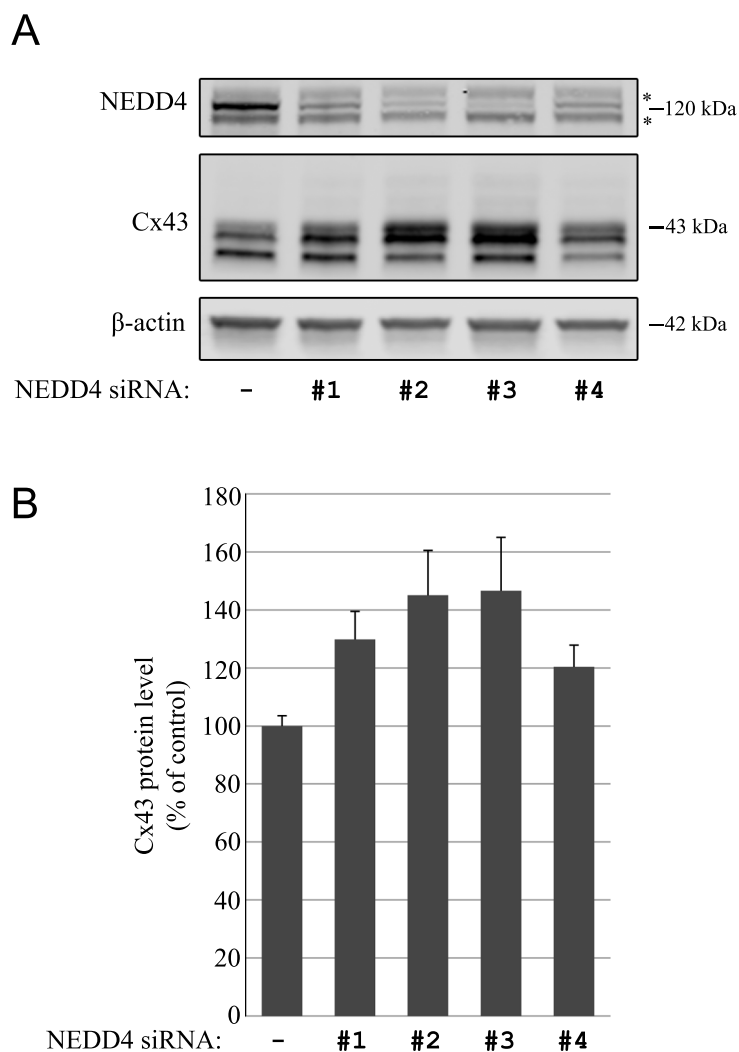 A
NEDD4
*
–120 kDa
*
Cx43
–43 kDa
β-actin
–42 kDa
NEDD4 siRNA: – #1 #2 #3 #4
B
180
160
140
120
100
80
60
40
20
0
Cx43 protein level
(% of control)
NEDD4 siRNA: – #1 #2 #3 #4